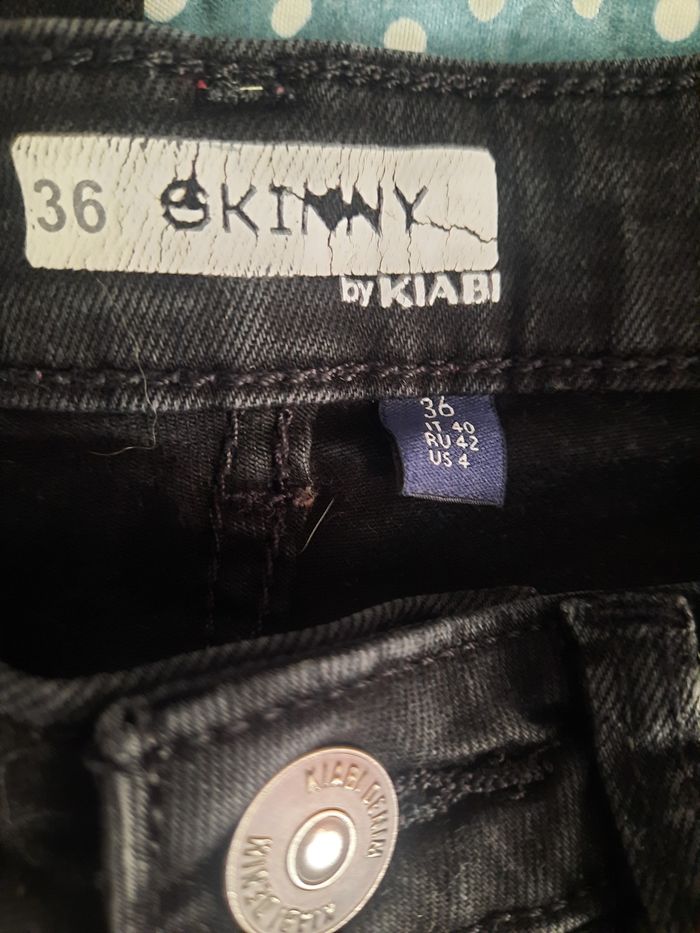 36 SKINNY
by KIABI
36
IT 40
RU 42
US 4
KIABI DENIM
KIABI DENIM